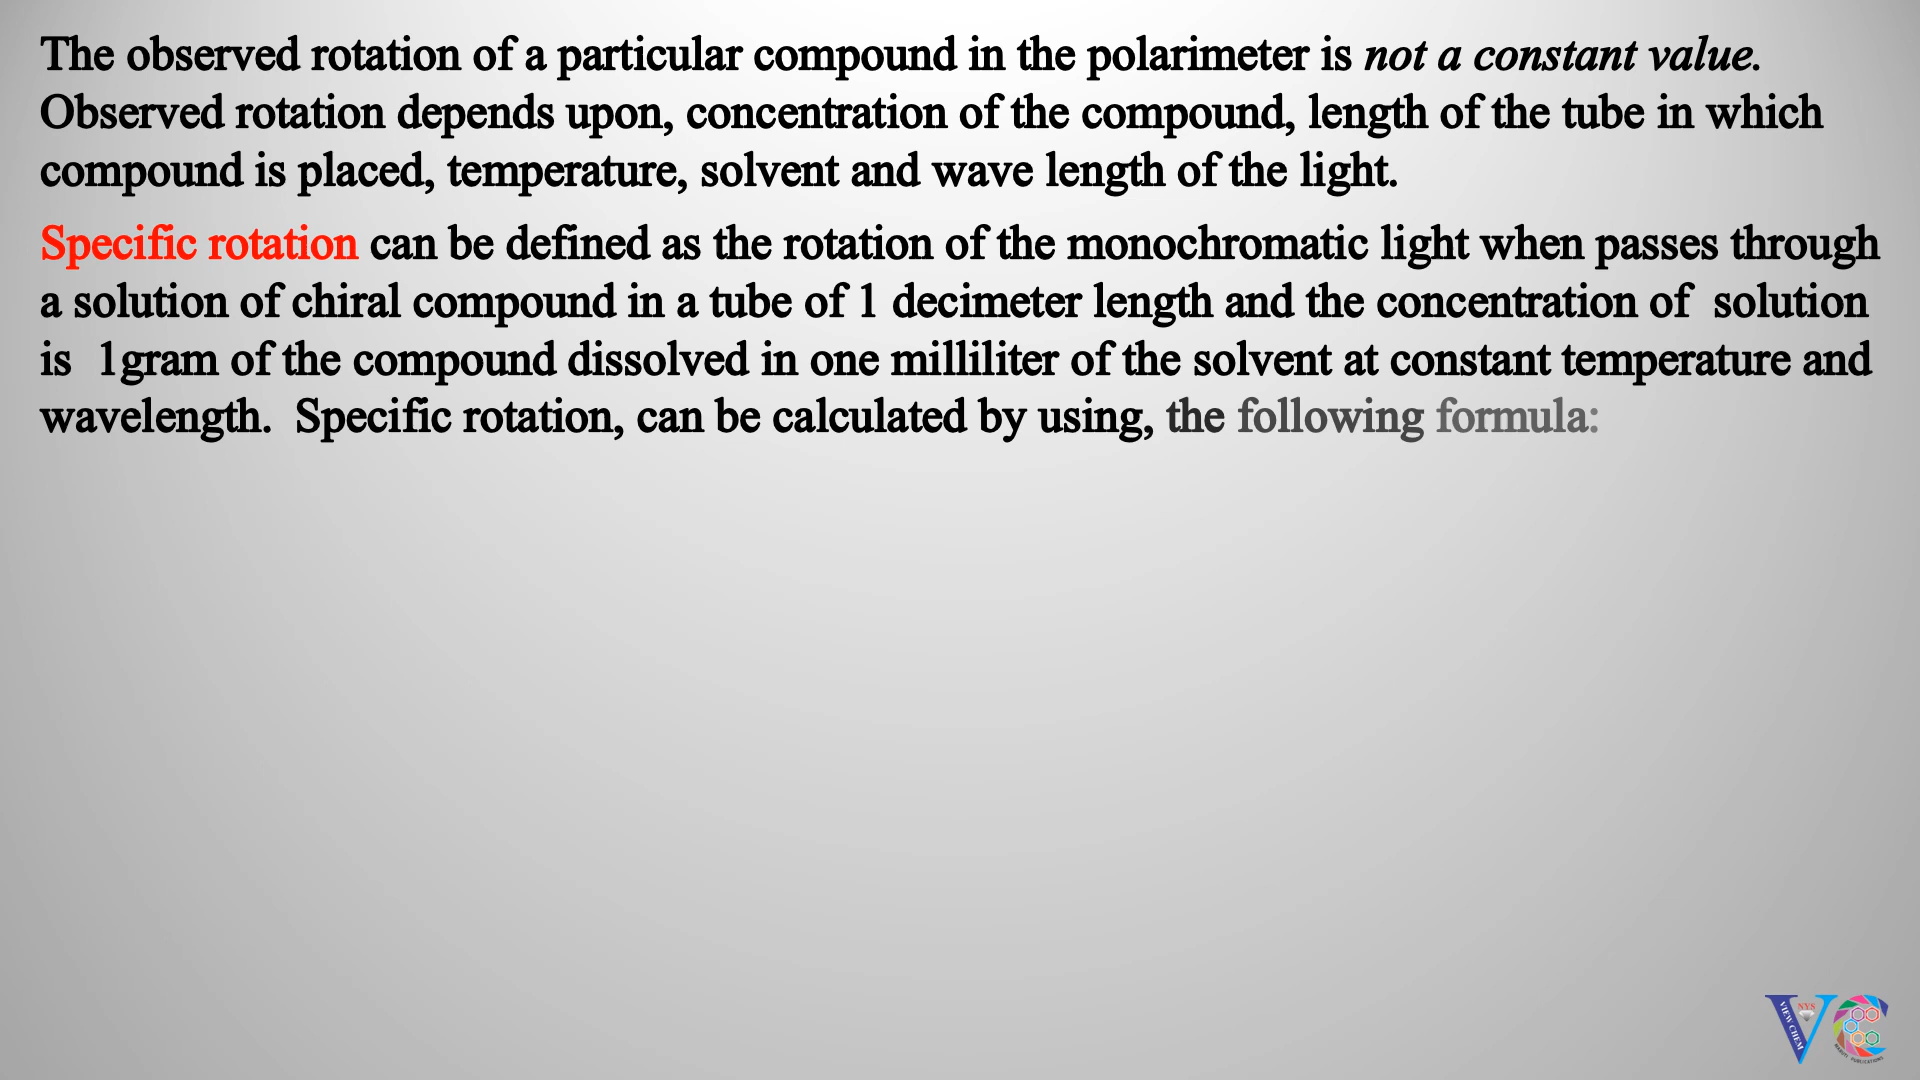 The observed rotation of a particular compound in the polarimeter is not a constant value.
Observed rotation depends upon, concentration of the compound, length of the tube in which
compound is placed, temperature, solvent and wave length of the light.
Specific rotation can be defined as the rotation of the monochromatic light when passes through
a solution of chiral compound in a tube of 1 decimeter length and the concentration of solution
is 1gram of the compound dissolved in one milliliter of the solvent at constant temperature and
wavelength. Specific rotation, can be calculated by using, the following formula:
NYS
VIEW CHEM